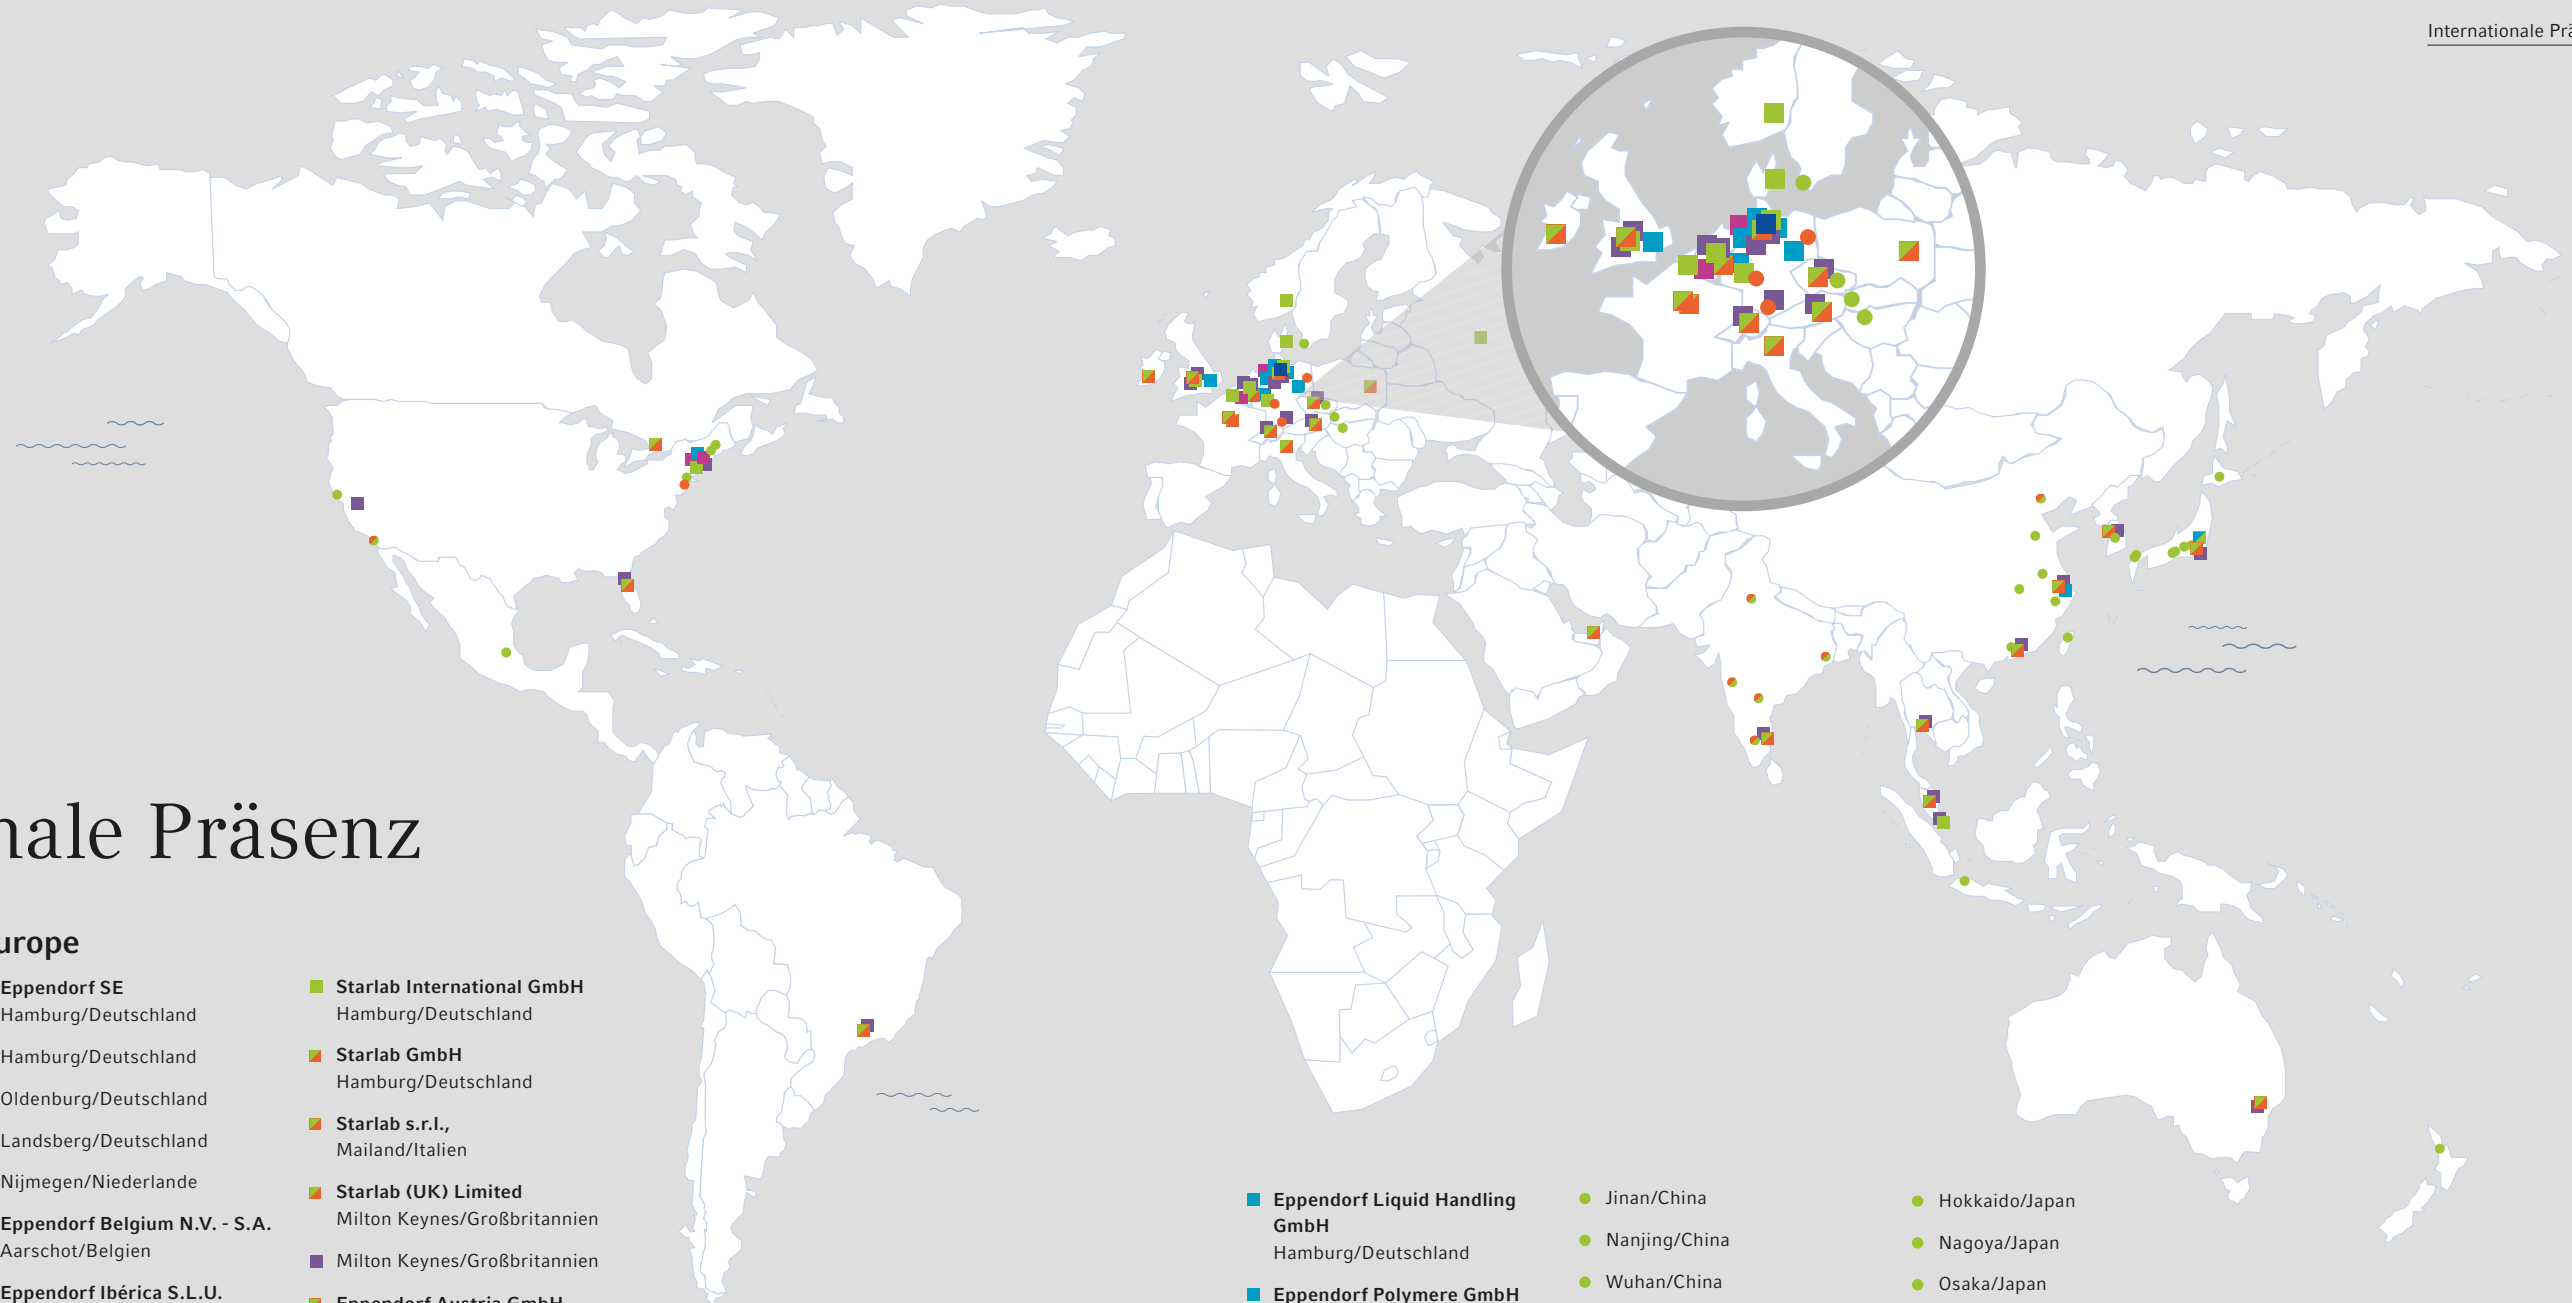 Internationale Prä
nale Präsenz
urope
Eppendorf SE
Hamburg/Deutschland
Hamburg/Deutschland
Oldenburg/Deutschland
Landsberg/Deutschland
Nijmegen/Niederlande
Eppendorf Belgium N.V. - S.A.
Aarschot/Belgien
Eppendorf Ibérica S.L.U.
Starlab International GmbH
Hamburg/Deutschland
Starlab GmbH
Hamburg/Deutschland
Starlab s.r.l.,
Mailand/Italien
Starlab (UK) Limited
Milton Keynes/Großbritannien
Milton Keynes/Großbritannien
Eppendorf Austria GmbH
Eppendorf Liquid Handling
GmbH
Hamburg/Deutschland
Eppendorf Polymere GmbH
Jinan/China
Nanjing/China
Wuhan/China
Hokkaido/Japan
Nagoya/Japan
Osaka/Japan